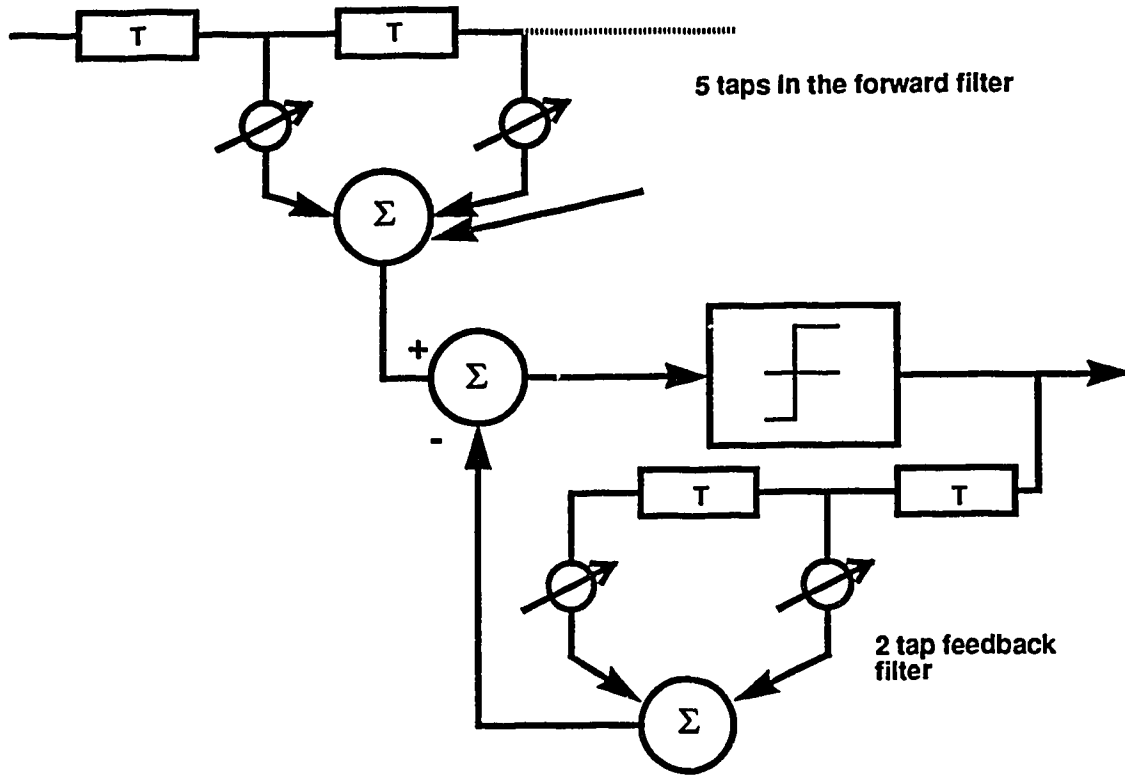 T
T
5 taps in the forward filter
Σ
+
Σ
-
T
T
2 tap feedback
filter
Σ